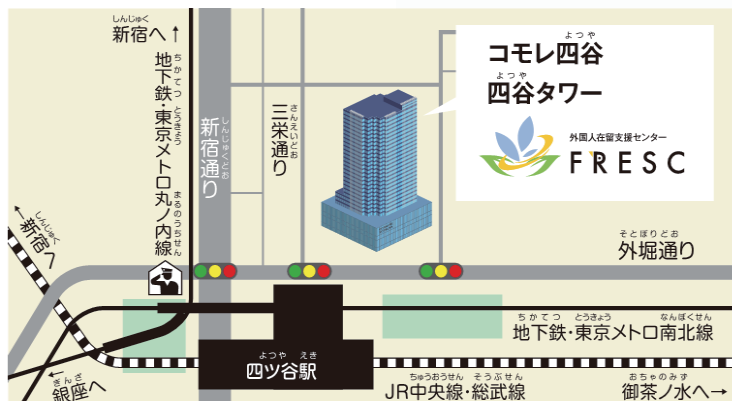 しんじゅく
新宿へ↑
ちかてつ とうきょう まるのうちせん
地下鉄・東京メトロ丸ノ内線
しんじゅくどお
新宿通り
さんえいどお
三栄通り
よつや
コモレ四谷
よつや
四谷タワー
外国人在留支援センター
FRESC
しんじゅく
←新宿へ
そとぼりどお
外堀通り
ちかてつ とうきょう なんぼくせん
地下鉄・東京メトロ南北線
よつや えき
四ツ谷駅
←
ぎんざ
銀座へ
ちゅうおうせん そうぶせん
JR中央線・総武線
おちゃのみず
御茶ノ水へ→